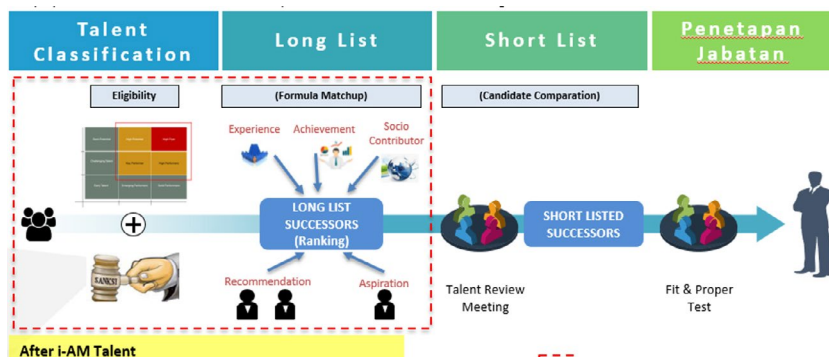 Talent
Classification
Long List
Short List
Penetapan
Jabatan
Eligibility
(Formula Matchup)
(Candidate Comparation)
Experience
Achievement
Socio
Contributor
LONG LIST
SUCCESSORS
(Ranking)
SHORT LISTED
SUCCESSORS
SANKSI
Recommendation
Aspiration
Talent Review
Meeting
Fit & Proper
Test
After i-AM Talent